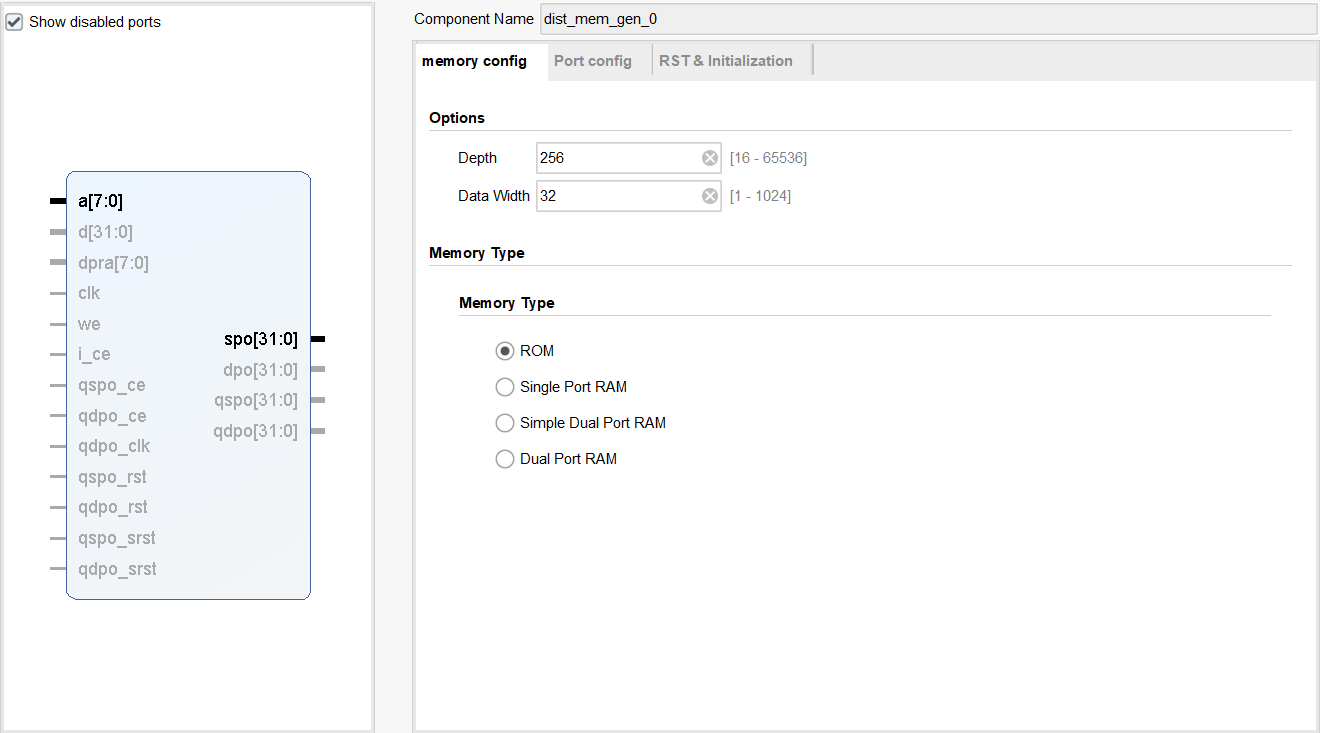 Show disabled ports
a[7:0]
d[31:0]
dpra[7:0]
clk
we
i_ce
qspo_ce
qdpo_ce
qdpo_clk
qspo_rst
qdpo_rst
qspo_srst
qdpo_srst
spo[31:0]
dpo[31:0]
qspo[31:0]
qdpo[31:0]
Component Name dist_mem_gen_0
memory config Port config RST & Initialization
Options
Depth 256 [16 - 65536]
Data Width 32 [1 - 1024]
Memory Type
Memory Type
ROM
Single Port RAM
Simple Dual Port RAM
Dual Port RAM